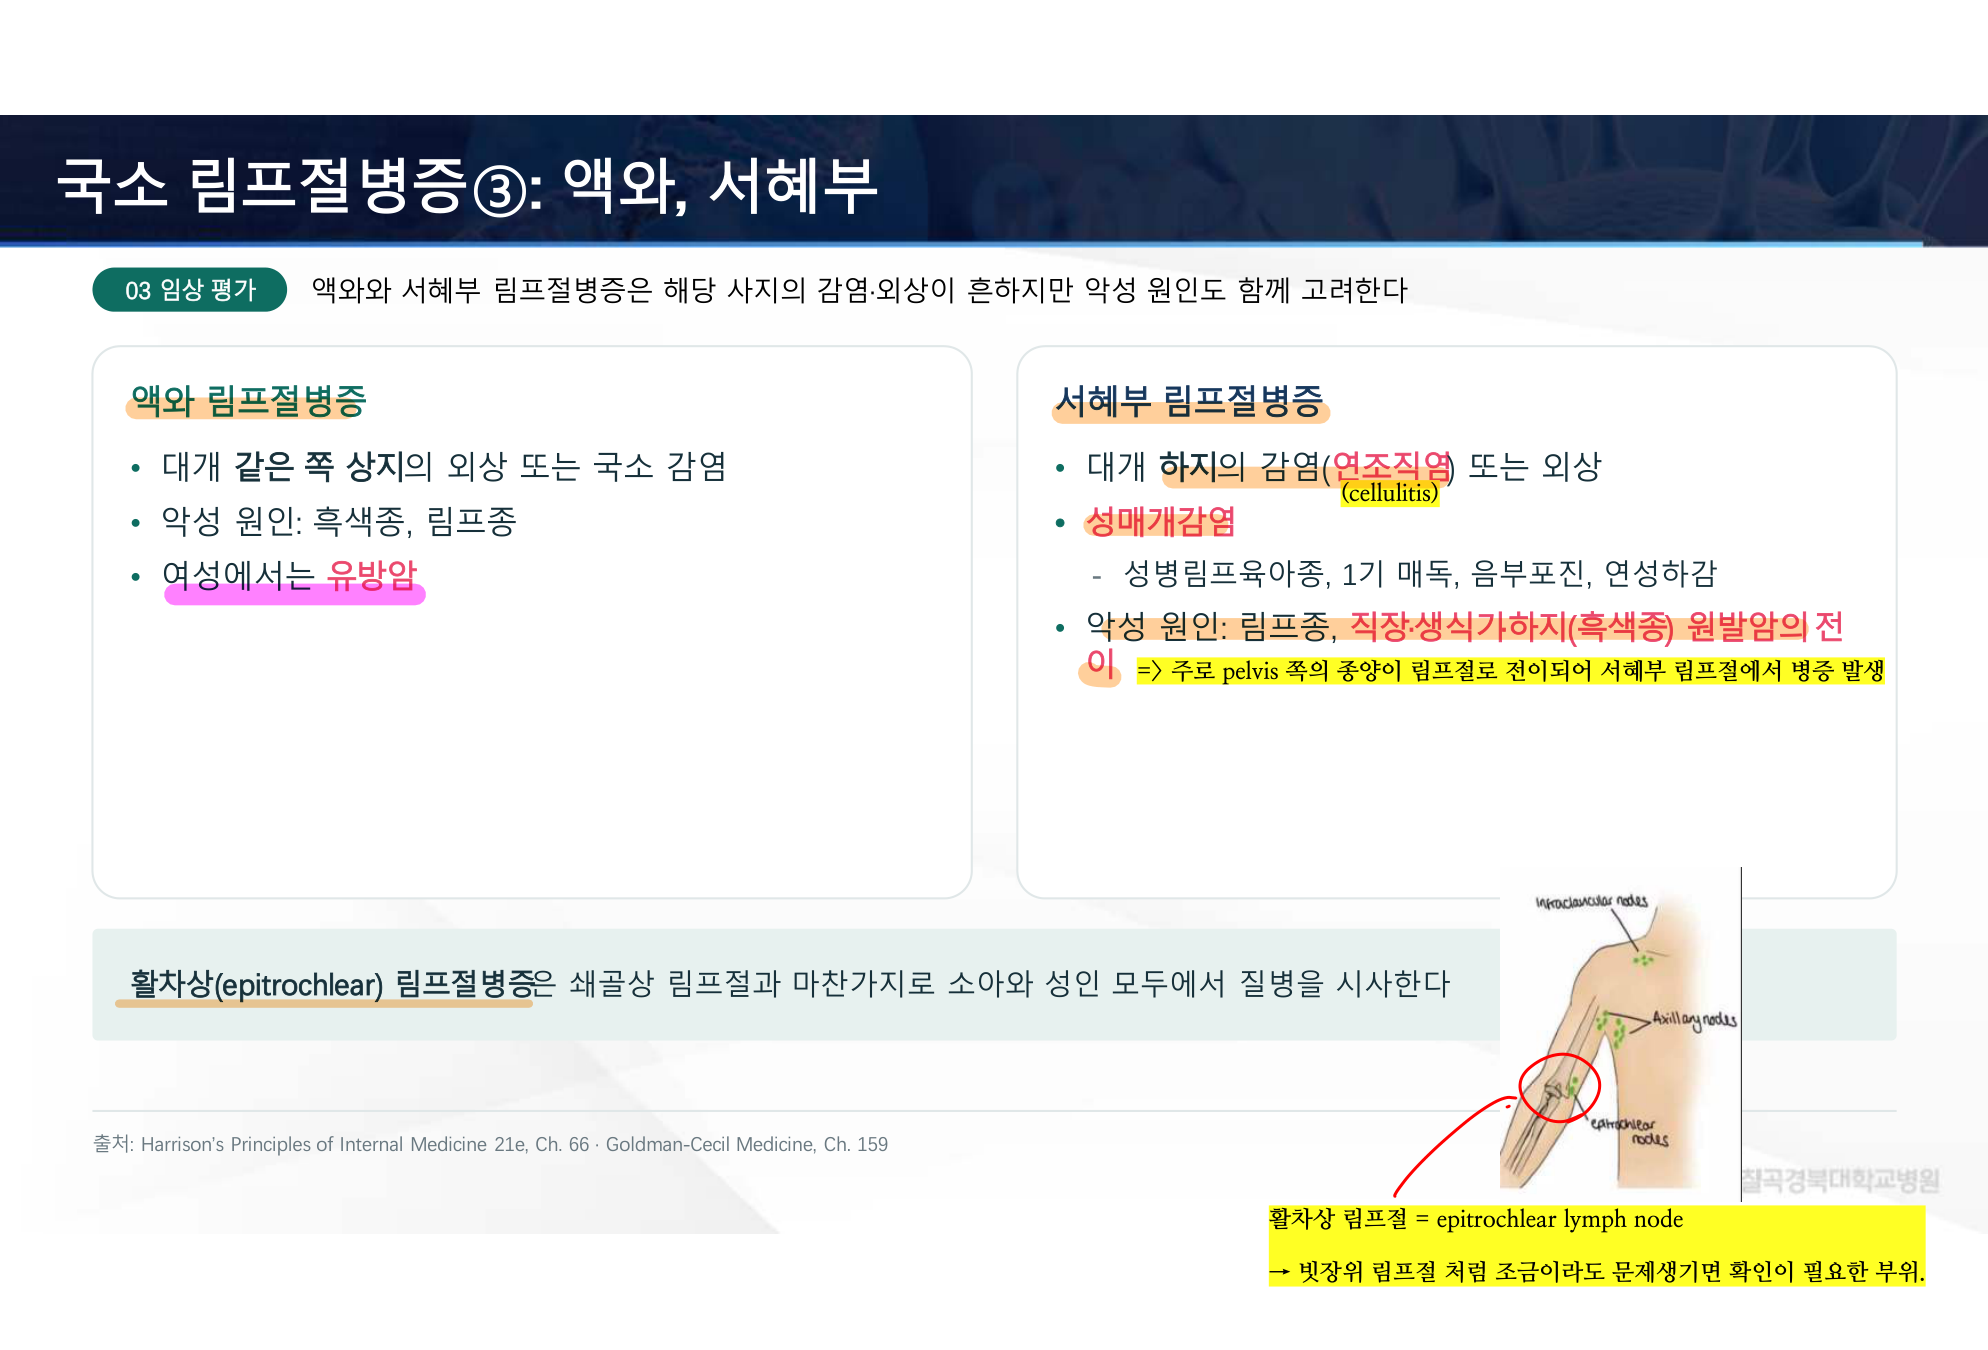 국소 림프절병증③: 액와, 서혜부
03 임상 평가
액와와 서혜부 림프절병증은 해당 사지의 감염·외상이 흔하지만 악성 원인도 함께 고려한다
액와 림프절병증
• 대개 같은 쪽 상지의 외상 또는 국소 감염
• 악성 원인: 흑색종, 림프종
• 여성에서는 유방암
서혜부 림프절병증
• 대개 하지의 감염(연조직염) 또는 외상
(cellulitis)
• 성매개감염
- 성병림프육아종, 1기 매독, 음부포진, 연성하감
• 악성 원인: 림프종, 직장·생식기·하지(흑색종) 원발암의 전
이
=> 주로 pelvis 쪽의 종양이 림프절로 전이되어 서혜부 림프절에서 병증 발생
활차상(epitrochlear) 림프절병증은 쇄골상 림프절과 마찬가지로 소아와 성인 모두에서 질병을 시사한다
Infraclavicular nodes
Axillary nodes
epitrochlear
nodes
출처: Harrison's Principles of Internal Medicine 21e, Ch. 66 · Goldman-Cecil Medicine, Ch. 159
칠곡경북대학교병원
활차상 림프절 = epitrochlear lymph node
→ 빗장위 림프절 처럼 조금이라도 문제생기면 확인이 필요한 부위.